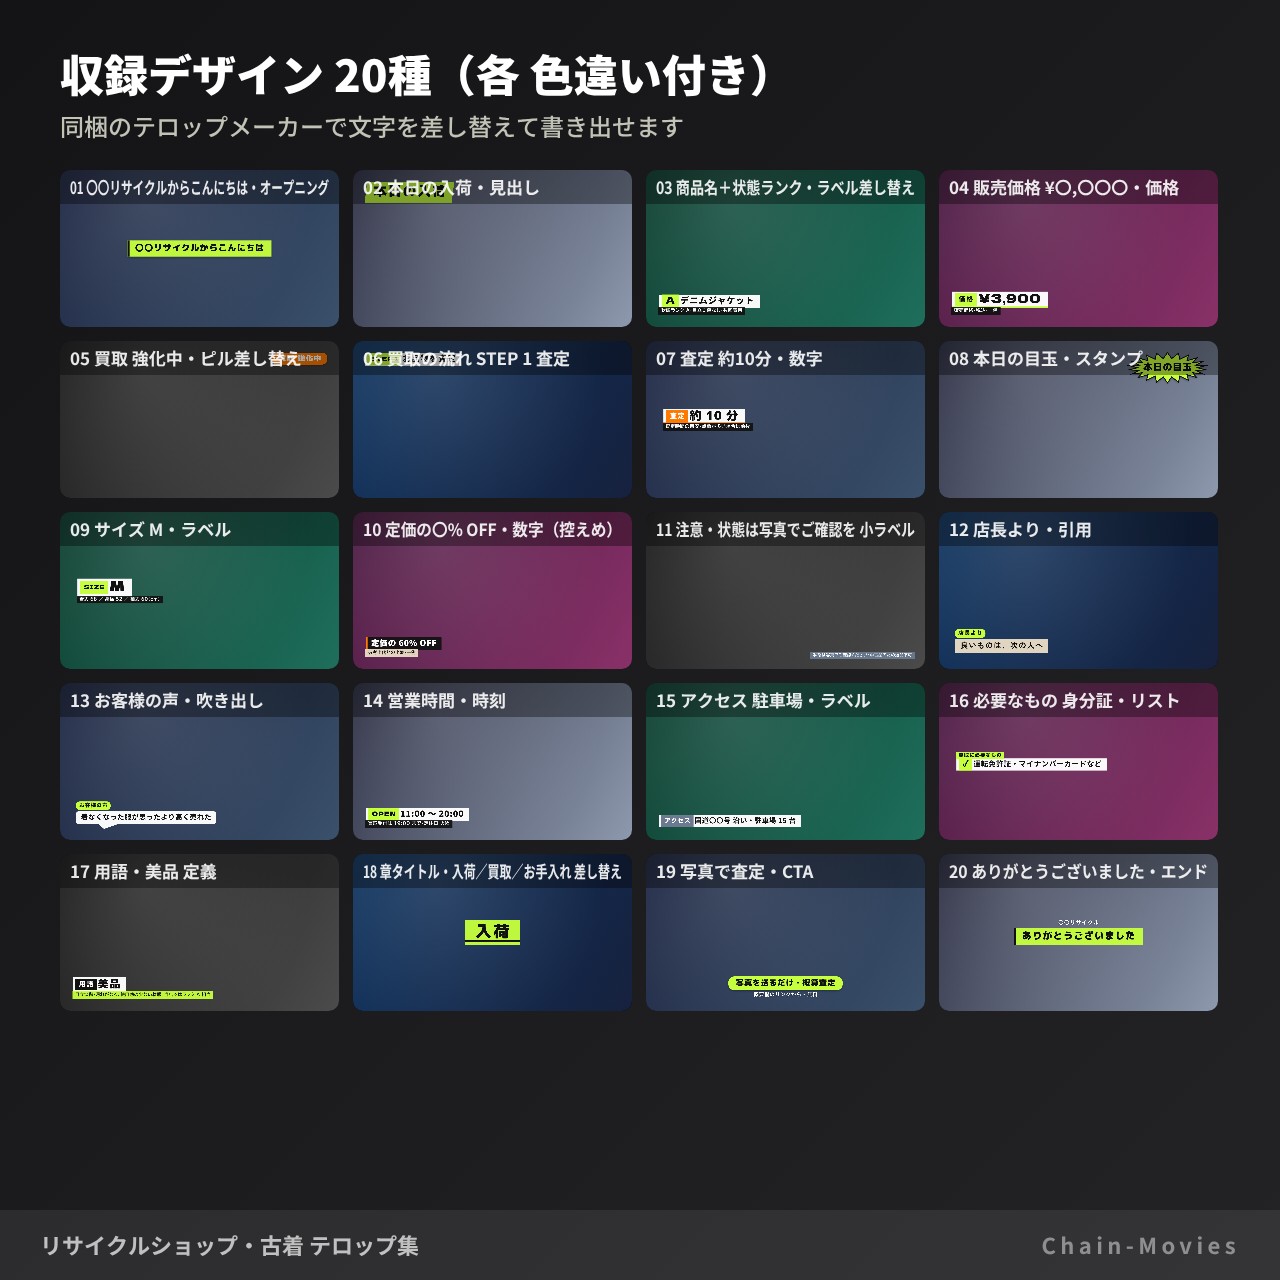 収録デザイン 20種（各 色違い付き）
同梱のテロップメーカーで文字を差し替えて書き出せます
01 〇〇リサイクルからこんにちは・オープニング
〇〇リサイクルからこんにちは
02 本日の入荷・見出し
03 商品名＋状態ランク・ラベル差し替え
A デニムジャケット
04 販売価格 ¥〇,〇〇〇・価格
価格 ¥3,900
05 買取 強化中・ピル差し替え
06 買取の流れ STEP 1 査定
07 査定 約10分・数字
査定 約 10 分
08 本日の目玉・スタンプ
本日の目玉
09 サイズ M・ラベル
SIZE M
10 定価の〇% OFF・数字（控えめ）
定価の 60% OFF
11 注意・状態は写真でご確認を 小ラベル
12 店長より・引用
店長より
良いものは、次の人へ
13 お客様の声・吹き出し
お客様の声
着なくなった服が思ったより高く売れた
14 営業時間・時刻
OPEN 11:00 〜 20:00
15 アクセス 駐車場・ラベル
アクセス 国道〇〇号 沿い・駐車場 15 台
16 必要なもの 身分証・リスト
✓ 運転免許証・マイナンバーカードなど
17 用語・美品 定義
用語 美品
18 章タイトル・入荷／買取／お手入れ 差し替え
入荷
19 写真で査定・CTA
写真を送るだけ・概算査定
20 ありがとうございました・エンド
〇〇リサイクル
ありがとうございました
リサイクルショップ・古着 テロップ集
Chain-Movies